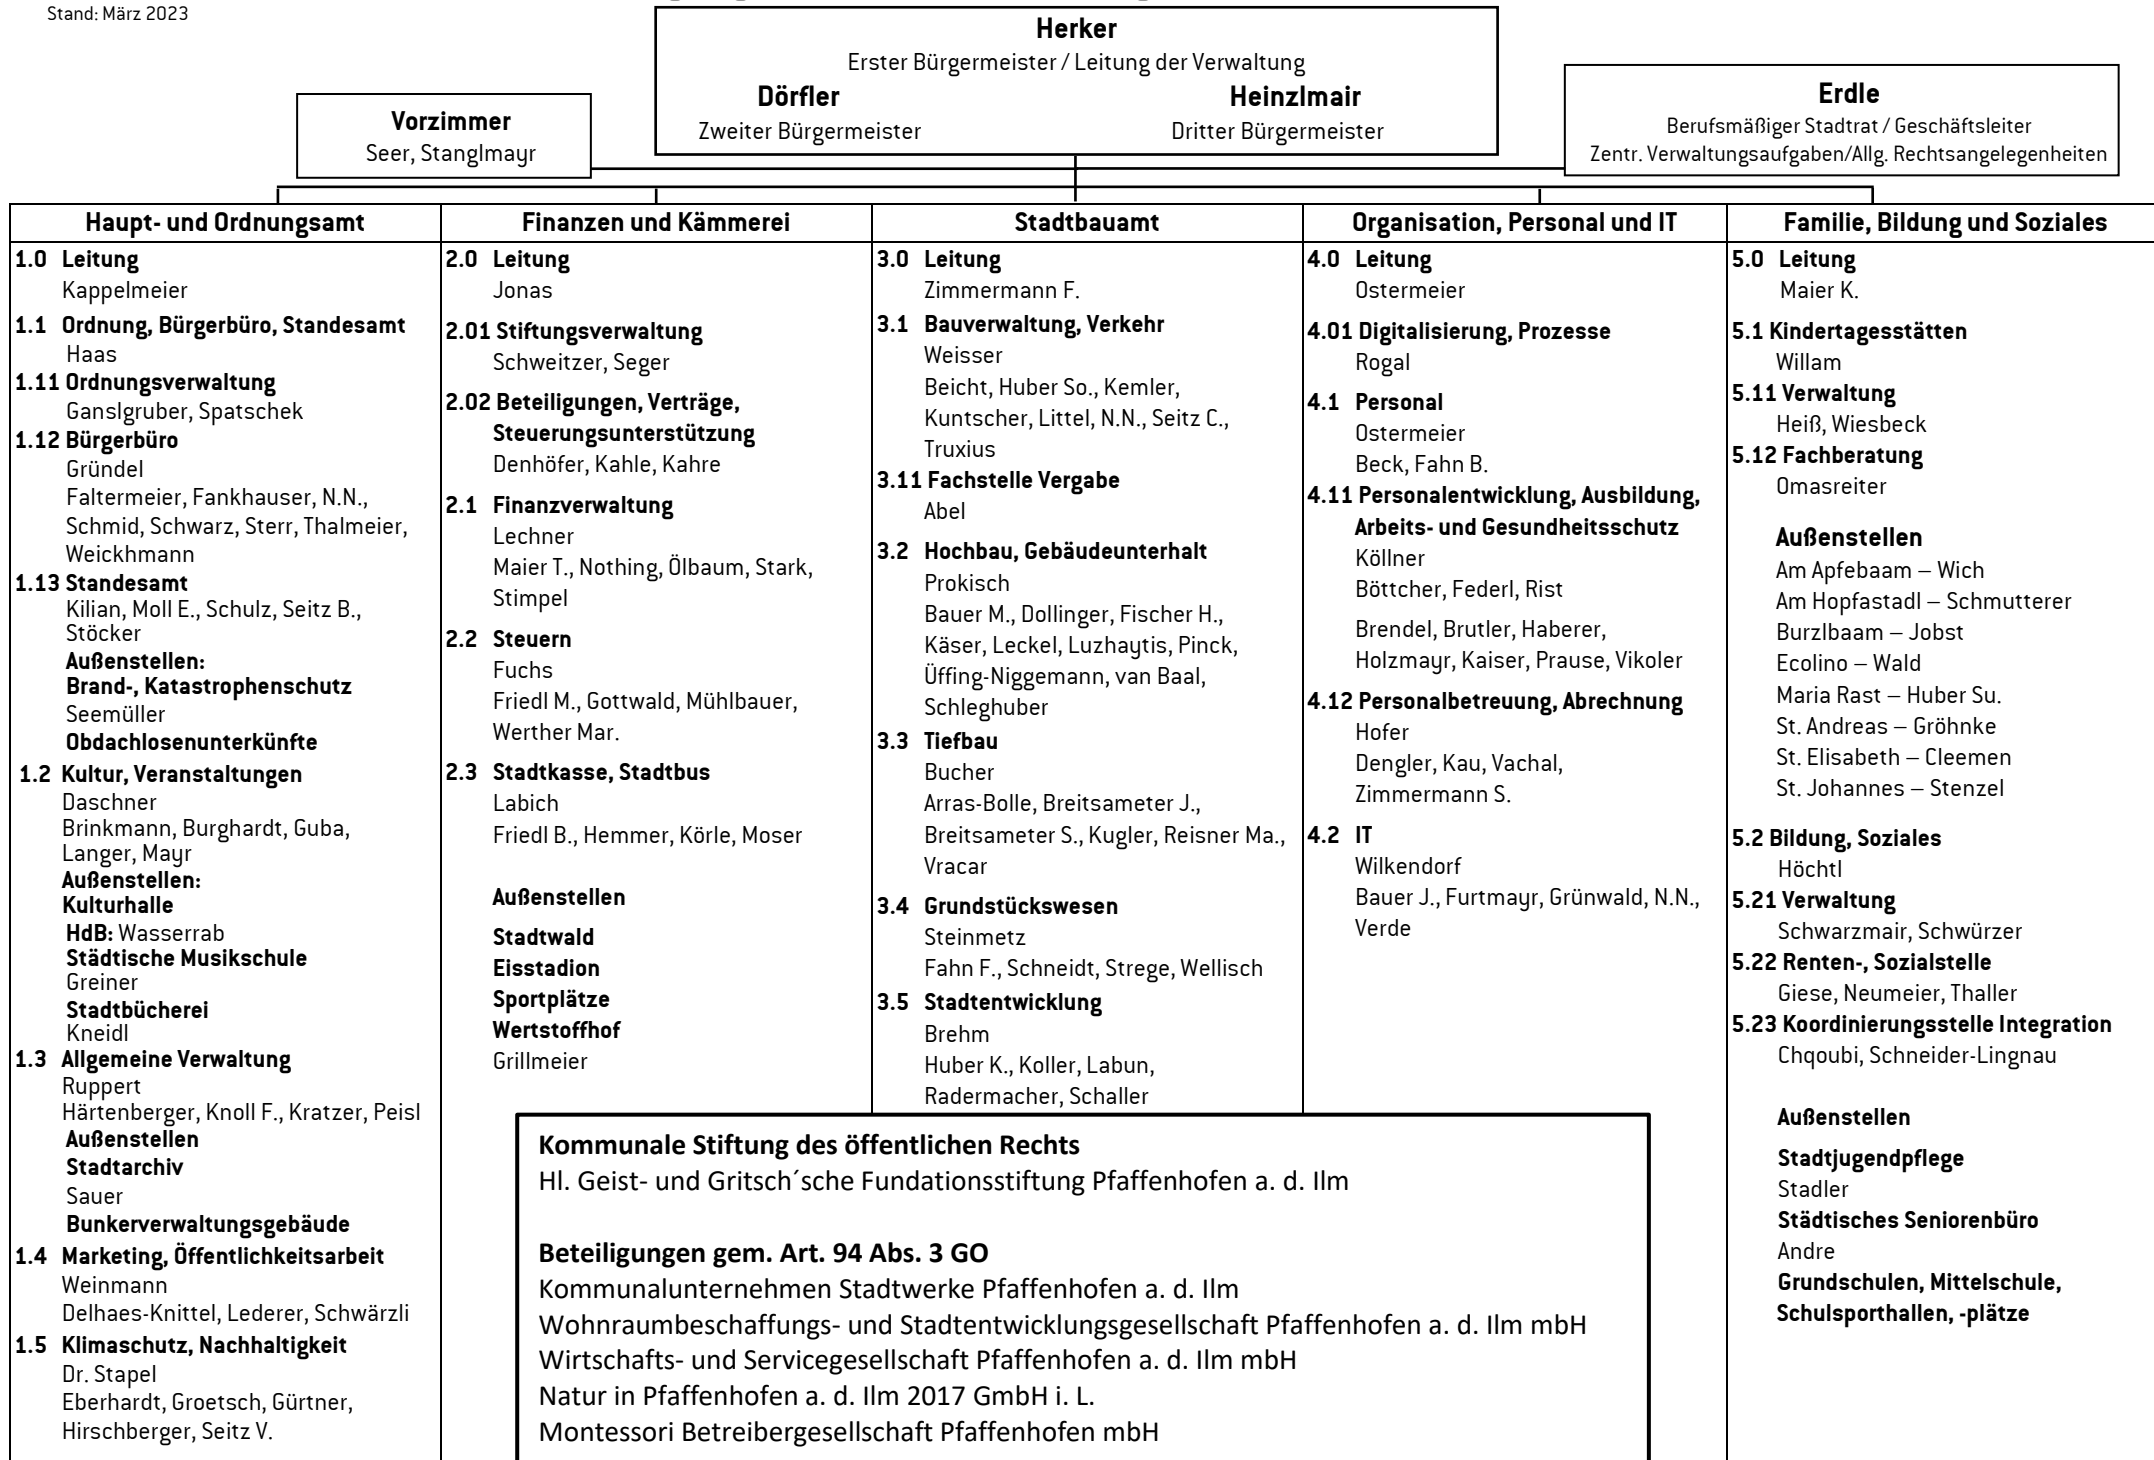 Stand: März 2023
Herker
Erster Bürgermeister / Leitung der Verwaltung
Dörfler
Zweiter Bürgermeister
Heinzlmair
Dritter Bürgermeister
Vorzimmer
Seer, Stanglmayr
Erdle
Berufsmäßiger Stadtrat / Geschäftsleiter
Zentr. Verwaltungsaufgaben/Allg. Rechtsangelegenheiten
Haupt- und Ordnungsamt
1.0 Leitung
Kappelmeier
1.1 Ordnung, Bürgerbüro, Standesamt
Haas
1.11 Ordnungsverwaltung
Ganslgruber, Spatschek
1.12 Bürgerbüro
Gründel
Faltermeier, Fankhauser, N.N.,
Schmid, Schwarz, Sterr, Thalmeier,
Weickhmann
1.13 Standesamt
Kilian, Moll E., Schulz, Seitz B.,
Stöcker
Außenstellen:
Brand-, Katastrophenschutz
Seemüller
Obdachlosenunterkünfte
1.2 Kultur, Veranstaltungen
Daschner
Brinkmann, Burghardt, Guba,
Langer, Mayr
Außenstellen:
Kulturhalle
HdB: Wasserrab
Städtische Musikschule
Greiner
Stadtbücherei
Kneidl
1.3 Allgemeine Verwaltung
Ruppert
Härtenberger, Knoll F., Kratzer, Peisl
Außenstellen
Stadtarchiv
Sauer
Bunkerverwaltungsgebäude
1.4 Marketing, Öffentlichkeitsarbeit
Weinmann
Delhaes-Knittel, Lederer, Schwärzli
1.5 Klimaschutz, Nachhaltigkeit
Dr. Stapel
Eberhardt, Groetsch, Gürtner,
Hirschberger, Seitz V.
Finanzen und Kämmerei
2.0 Leitung
Jonas
2.01 Stiftungsverwaltung
Schweitzer, Seger
2.02 Beteiligungen, Verträge,
Steuerungsunterstützung
Denhöfer, Kahle, Kahre
2.1 Finanzverwaltung
Lechner
Maier T., Nothing, Ölbaum, Stark,
Stimpel
2.2 Steuern
Fuchs
Friedl M., Gottwald, Mühlbauer,
Werther Mar.
2.3 Stadtkasse, Stadtbus
Labich
Friedl B., Hemmer, Körle, Moser
Außenstellen
Stadtwald
Eisstadion
Sportplätze
Wertstoffhof
Grillmeier
Stadtbauamt
3.0 Leitung
Zimmermann F.
3.1 Bauverwaltung, Verkehr
Weisser
Beicht, Huber So., Kemler,
Kuntscher, Littel, N.N., Seitz C.,
Truxius
3.11 Fachstelle Vergabe
Abel
3.2 Hochbau, Gebäudeunterhalt
Prokisch
Bauer M., Dollinger, Fischer H.,
Käser, Leckel, Luzhaytis, Pinck,
Üffing-Niggemann, van Baal,
Schleghuber
3.3 Tiefbau
Bucher
Arras-Bolle, Breitsameter J.,
Breitsameter S., Kugler, Reisner Ma.,
Vracar
3.4 Grundstückswesen
Steinmetz
Fahn F., Schneidt, Strege, Wellisch
3.5 Stadtentwicklung
Brehm
Huber K., Koller, Labun,
Radermacher, Schaller
Organisation, Personal und IT
4.0 Leitung
Ostermeier
4.01 Digitalisierung, Prozesse
Rogal
4.1 Personal
Ostermeier
Beck, Fahn B.
4.11 Personalentwicklung, Ausbildung,
Arbeits- und Gesundheitsschutz
Köllner
Böttcher, Federl, Rist
Brendel, Brutler, Haberer,
Holzmayr, Kaiser, Prause, Vikoler
4.12 Personalbetreuung, Abrechnung
Hofer
Dengler, Kau, Vachal,
Zimmermann S.
4.2 IT
Wilkendorf
Bauer J., Furtmayr, Grünwald, N.N.,
Verde
Familie, Bildung und Soziales
5.0 Leitung
Maier K.
5.1 Kindertagesstätten
Willam
5.11 Verwaltung
Heiß, Wiesbeck
5.12 Fachberatung
Omasreiter
Außenstellen
Am Apfebaam – Wich
Am Hopfastadl – Schmutterer
Burzlbaam – Jobst
Ecolino – Wald
Maria Rast – Huber Su.
St. Andreas – Gröhnke
St. Elisabeth – Cleemen
St. Johannes – Stenzel
5.2 Bildung, Soziales
Höchtl
5.21 Verwaltung
Schwarzmair, Schwürzer
5.22 Renten-, Sozialstelle
Giese, Neumeier, Thaller
5.23 Koordinierungsstelle Integration
Chqoubi, Schneider-Lingnau
Außenstellen
Stadtjugendpflege
Stadler
Städtisches Seniorenbüro
Andre
Grundschulen, Mittelschule,
Schulsporthallen, -plätze
Kommunale Stiftung des öffentlichen Rechts
Hl. Geist- und Gritsch´sche Fundationsstiftung Pfaffenhofen a. d. Ilm
Beteiligungen gem. Art. 94 Abs. 3 GO
Kommunalunternehmen Stadtwerke Pfaffenhofen a. d. Ilm
Wohnraumbeschaffungs- und Stadtentwicklungsgesellschaft Pfaffenhofen a. d. Ilm mbH
Wirtschafts- und Servicegesellschaft Pfaffenhofen a. d. Ilm mbH
Natur in Pfaffenhofen a. d. Ilm 2017 GmbH i. L.
Montessori Betreibergesellschaft Pfaffenhofen mbH